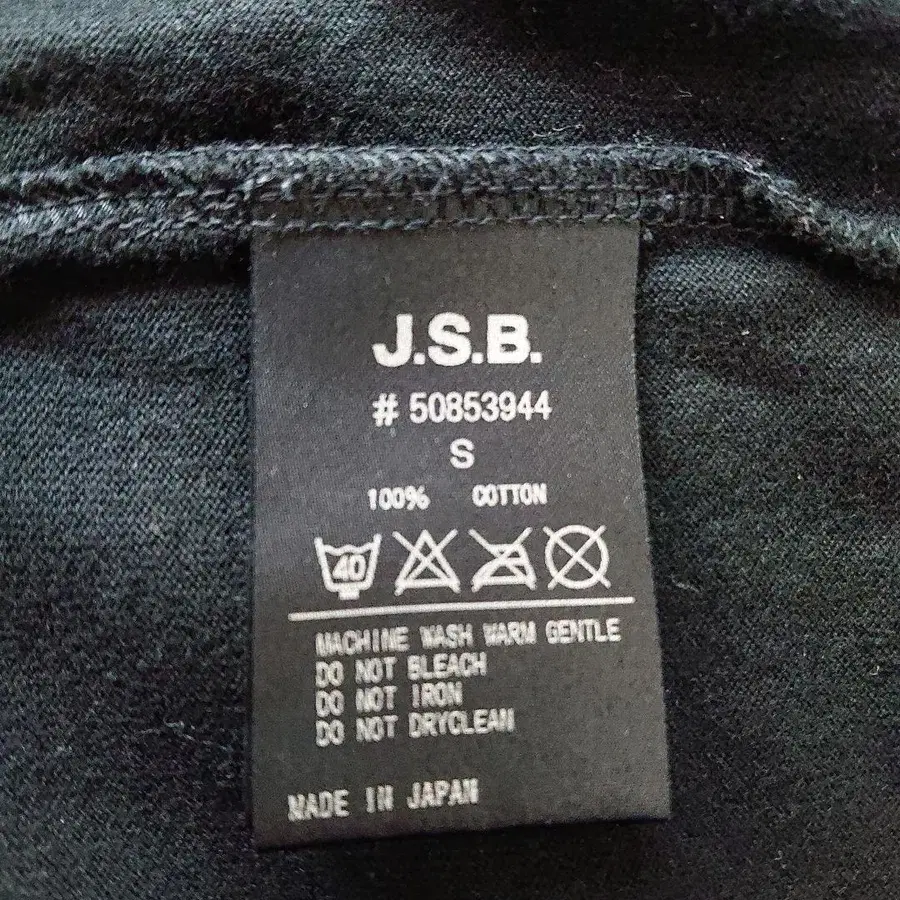 J.S.B.
# 50853944
S
100% COTTON
40
MACHINE WASH WARM GENTLE
DO NOT BLEACH
DO NOT IRON
DO NOT DRYCLEAN
MADE IN JAPAN